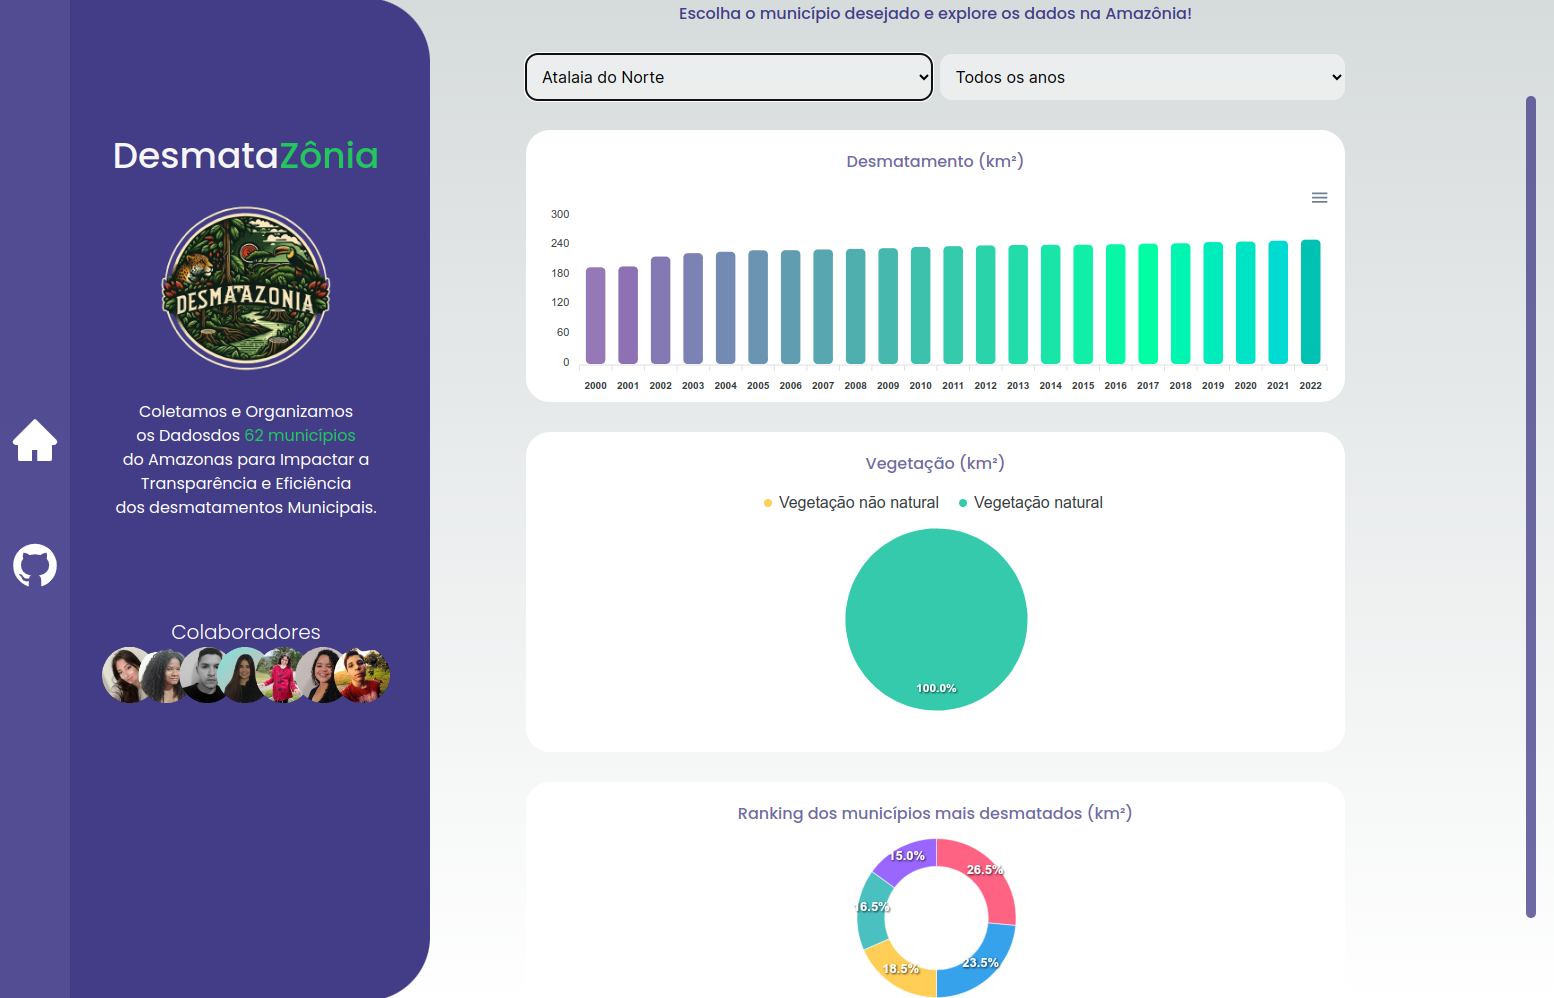 Escolha o município desejado e explore os dados na Amazônia!
Atalaia do Norte
Todos os anos
DesmataZônia
DESMATAZONIA
Coletamos e Organizamos
os Dadosdos 62 municípios
do Amazonas para Impactar a
Transparência e Eficiência
dos desmatamentos Municipais.
Colaboradores
Desmatamento (km²)
300
240
180
120
60
0
2000 2001 2002 2003 2004 2005 2006 2007 2008 2009 2010 2011 2012 2013 2014 2015 2016 2017 2018 2019 2020 2021 2022
Vegetação (km²)
Vegetação não natural Vegetação natural
100.0%
Ranking dos municípios mais desmatados (km²)
15.0%
26.5%
16.5%
23.5%
18.5%